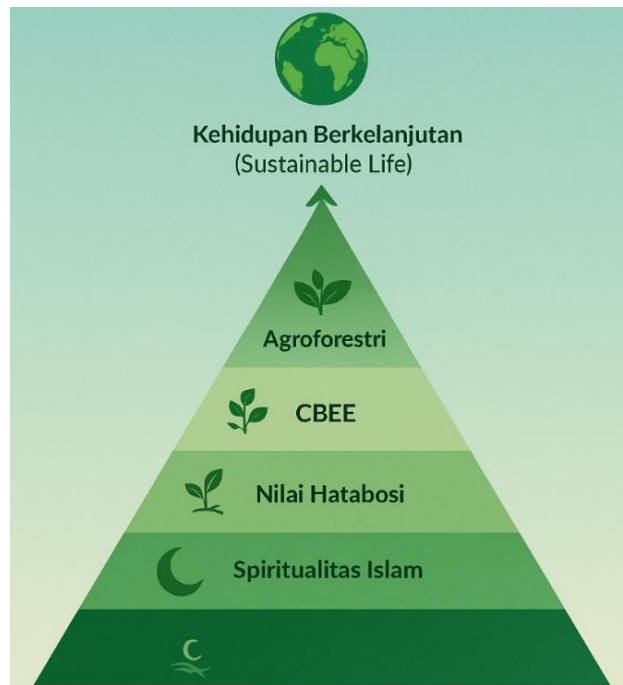 Kehidupan Berkelanjutan
(Sustainable Life)
Agroforestri
CBEE
Nilai Hatabosi
Spiritualitas Islam